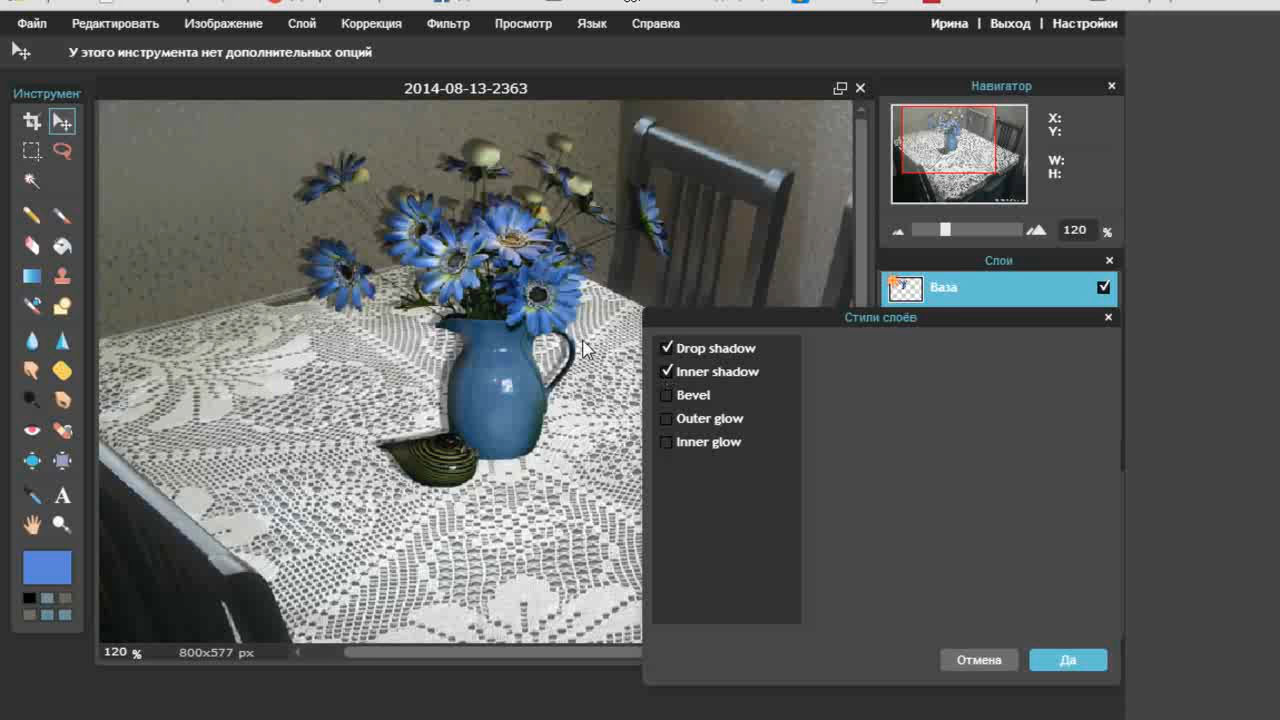 Файл Редактировать Изображение Слой Коррекция Фильтр Просмотр Язык Справка Ирина | Выход | Настройки
У этого инструмента нет дополнительных опций
Инструмен
2014-08-13-2363
Навигатор
X:
Y:
W:
H:
120 %
Слои
Ваза
Стили слоёв
Drop shadow
Inner shadow
Bevel
Outer glow
Inner glow
A
120 % 800x577 px
Отмена Да